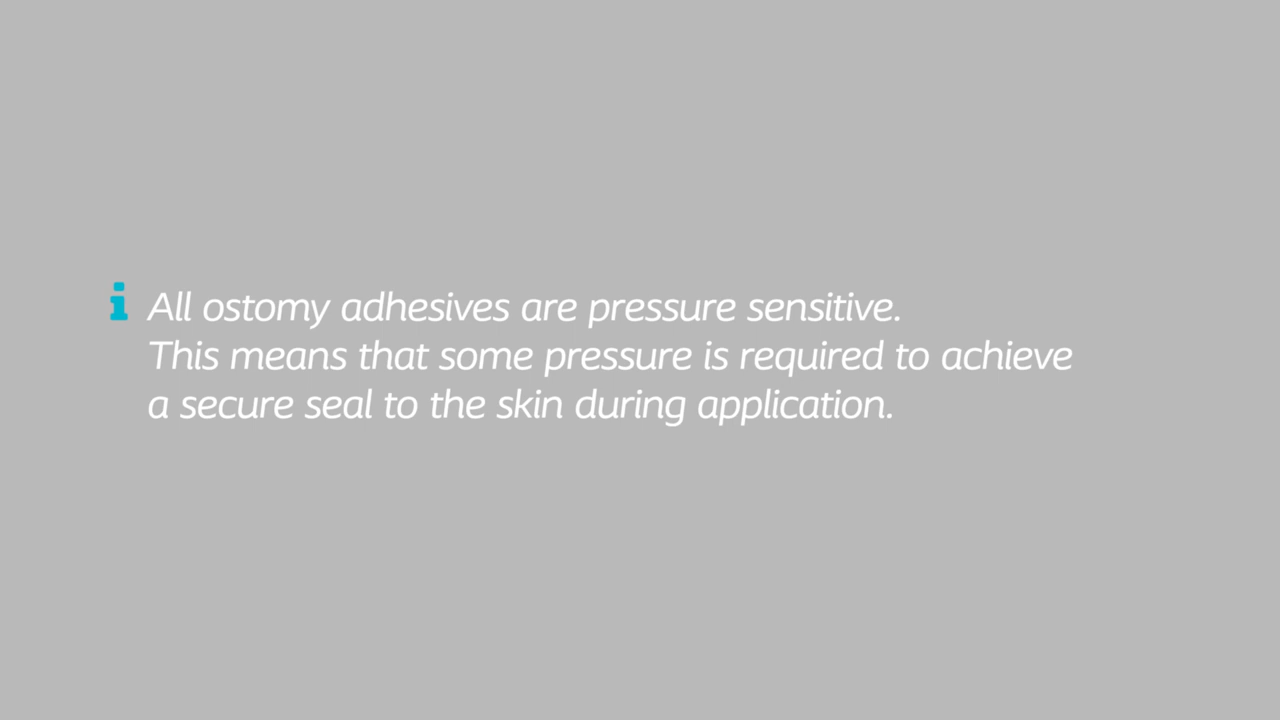 i All ostomy adhesives are pressure sensitive.
This means that some pressure is required to achieve
a secure seal to the skin during application.